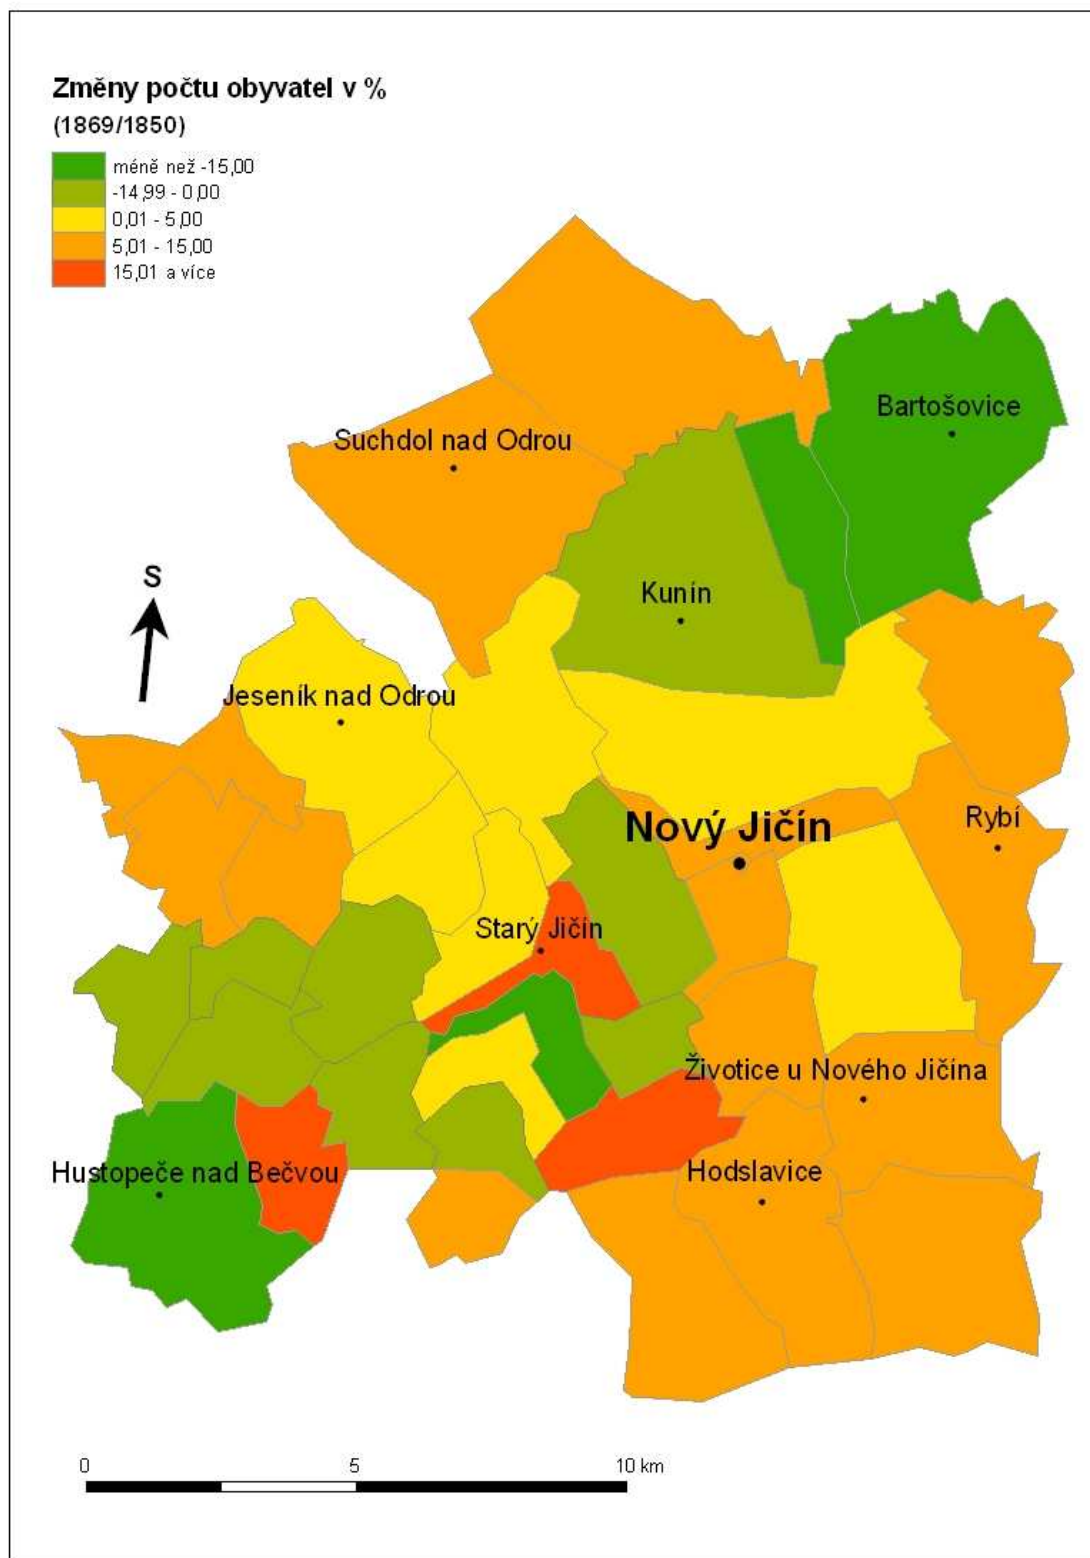 Změny počtu obyvatel v %
(1869/1850)
méně než -15,00
-14,99 - 0,00
0,01 - 5,00
5,01 - 15,00
15,01 a více
Bartošovice
Suchdol nad Odrou
S
Kunín
Jeseník nad Odrou
Nový Jičín
Rybí
Starý Jičín
Životice u Nového Jičína
Hustopeče nad Bečvou
Hodslavice
0 5 10 km